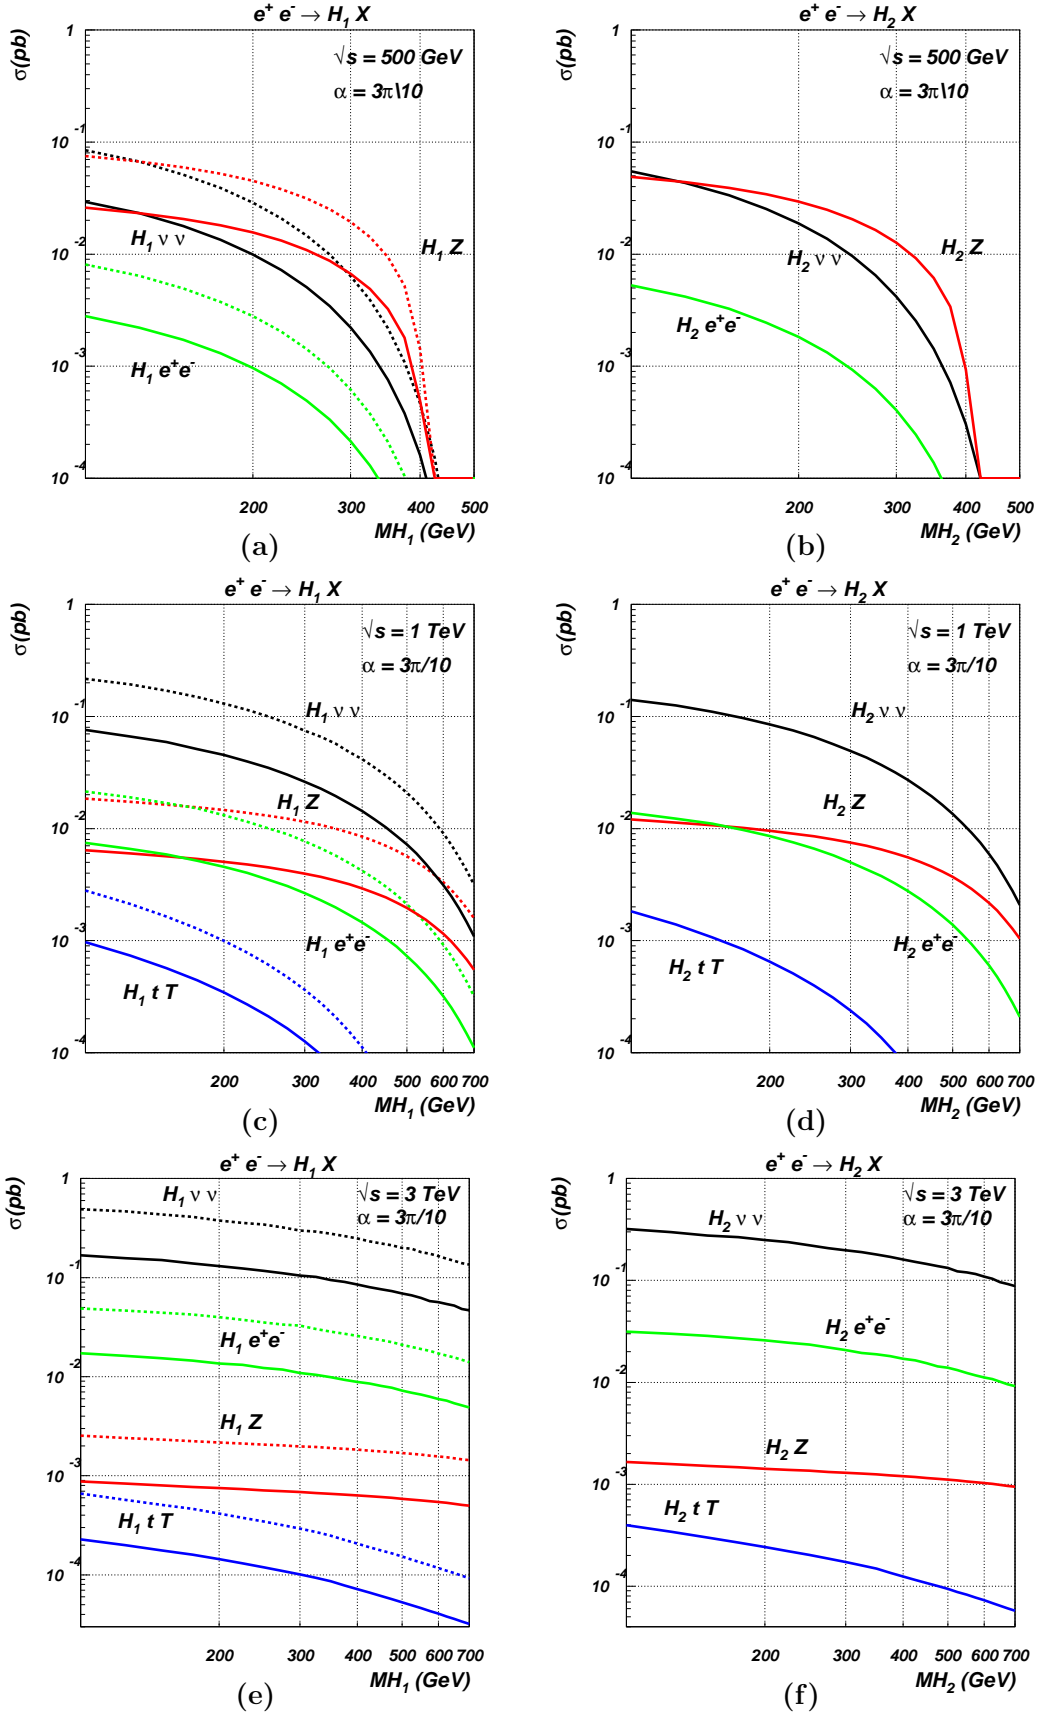 e⁺ e⁻ → H₁ X
σ(pb)
√s = 500 GeV
α = 3π\10
1
10⁻¹
10⁻²
10⁻³
10⁻⁴
H₁ ν ν
H₁ Z
H₁ e⁺e⁻
200 300 400 500
MH₁ (GeV)
(a)
e⁺ e⁻ → H₂ X
σ(pb)
√s = 500 GeV
α = 3π\10
1
10⁻¹
10⁻²
10⁻³
10⁻⁴
H₂ ν ν
H₂ Z
H₂ e⁺e⁻
200 300 400 500
MH₂ (GeV)
(b)
e⁺ e⁻ → H₁ X
σ(pb)
√s = 1 TeV
α = 3π/10
1
10⁻¹
10⁻²
10⁻³
10⁻⁴
H₁ ν ν
H₁ Z
H₁ e⁺e⁻
H₁ t T
200 300 400 500 600 700
MH₁ (GeV)
(c)
e⁺ e⁻ → H₂ X
σ(pb)
√s = 1 TeV
α = 3π/10
1
10⁻¹
10⁻²
10⁻³
10⁻⁴
H₂ ν ν
H₂ Z
H₂ e⁺e⁻
H₂ t T
200 300 400 500 600 700
MH₂ (GeV)
(d)
e⁺ e⁻ → H₁ X
σ(pb)
√s = 3 TeV
α = 3π/10
1
10⁻¹
10⁻²
10⁻³
10⁻⁴
H₁ ν ν
H₁ e⁺e⁻
H₁ Z
H₁ t T
200 300 400 500 600 700
MH₁ (GeV)
(e)
e⁺ e⁻ → H₂ X
σ(pb)
√s = 3 TeV
α = 3π/10
1
10⁻¹
10⁻²
10⁻³
10⁻⁴
H₂ ν ν
H₂ e⁺e⁻
H₂ Z
H₂ t T
200 300 400 500 600 700
MH₂ (GeV)
(f)